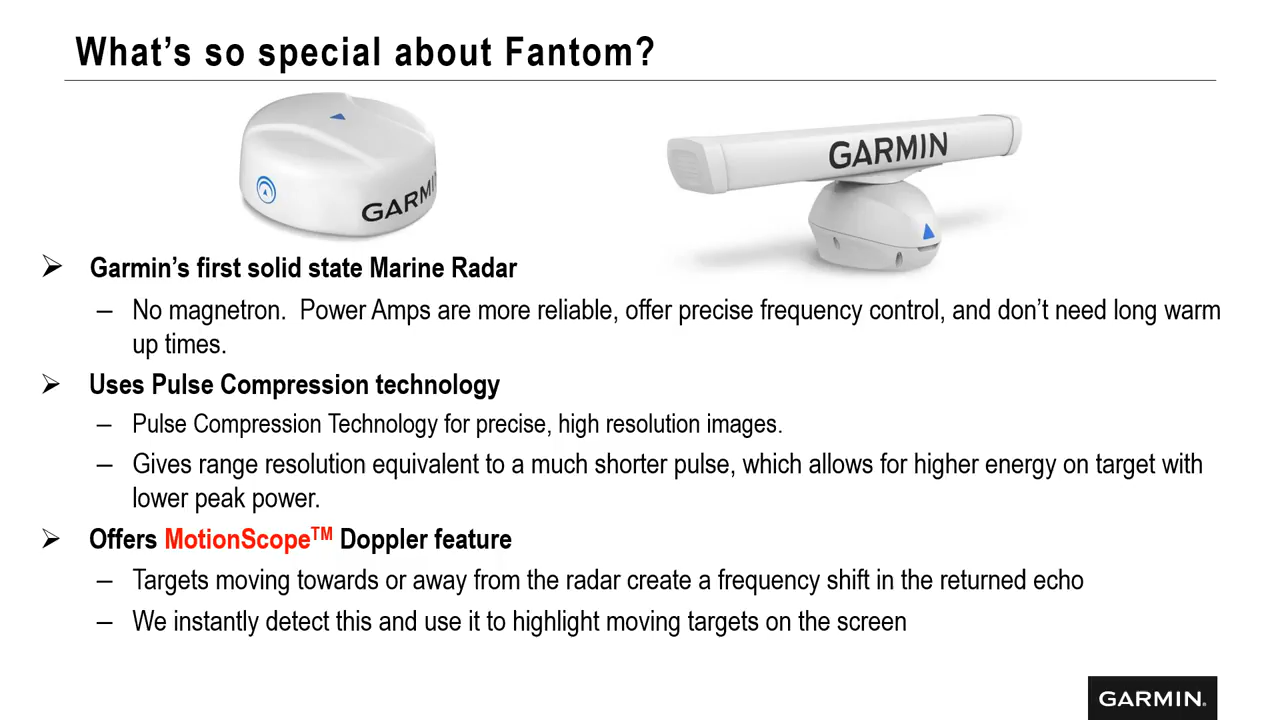 What's so special about Fantom?
GARMIN
GARMIN
➢ Garmin's first solid state Marine Radar
– No magnetron.  Power Amps are more reliable, offer precise frequency control, and don't need long warm
up times.
➢ Uses Pulse Compression technology
– Pulse Compression Technology for precise, high resolution images.
– Gives range resolution equivalent to a much shorter pulse, which allows for higher energy on target with
lower peak power.
➢ Offers MotionScope™ Doppler feature
– Targets moving towards or away from the radar create a frequency shift in the returned echo
– We instantly detect this and use it to highlight moving targets on the screen
GARMIN®